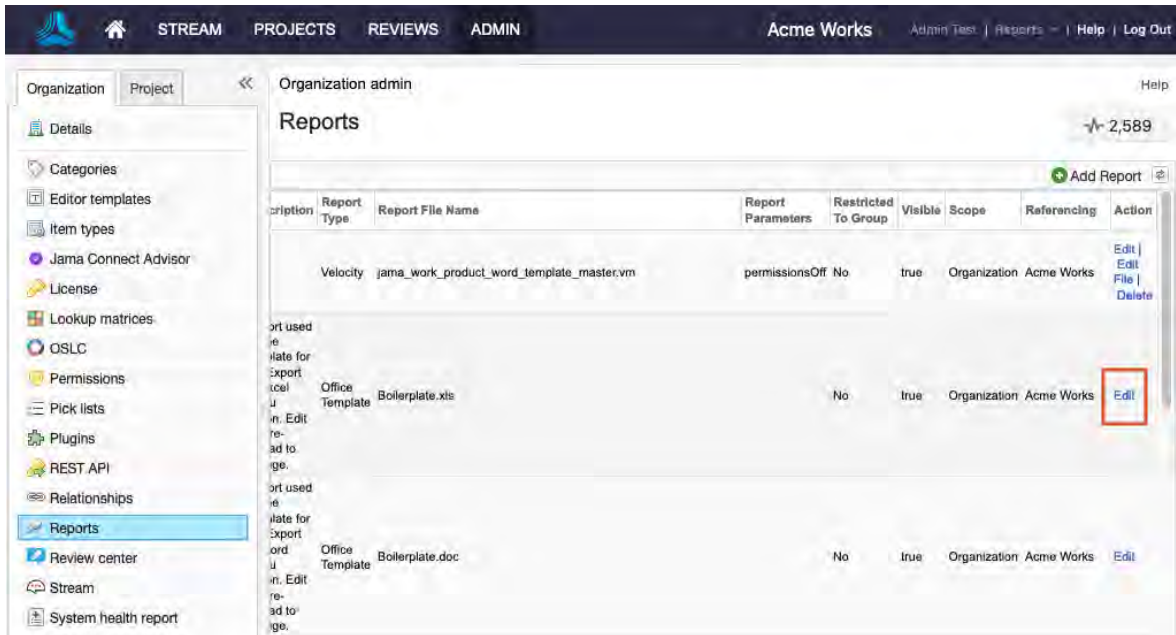 STREAM PROJECTS REVIEWS ADMIN Acme Works Admin Test | Reports | Help | Log Out
Organization Project
Organization admin Help
Details
Reports 2,589
Categories
Add Report
Editor templates
Item types
Jama Connect Advisor
License
Lookup matrices
OSLC
Permissions
Pick lists
Plugins
REST API
Relationships
Reports
Review center
Stream
System health report
cription Report Type Report File Name Report Parameters Restricted To Group Visible Scope Referencing Action
Velocity jama_work_product_word_template_master.vm permissionsOff No true Organization Acme Works Edit |
Edit
File |
Delete
ort used
e
plate for
Export
xcel
u
n. Edit
re-
ad to
ge.
Office Template Boilerplate.xls No true Organization Acme Works Edit
ort used
e
plate for
Export
ord
u
n. Edit
re-
ad to
ge.
Office Template Boilerplate.doc No true Organization Acme Works Edit